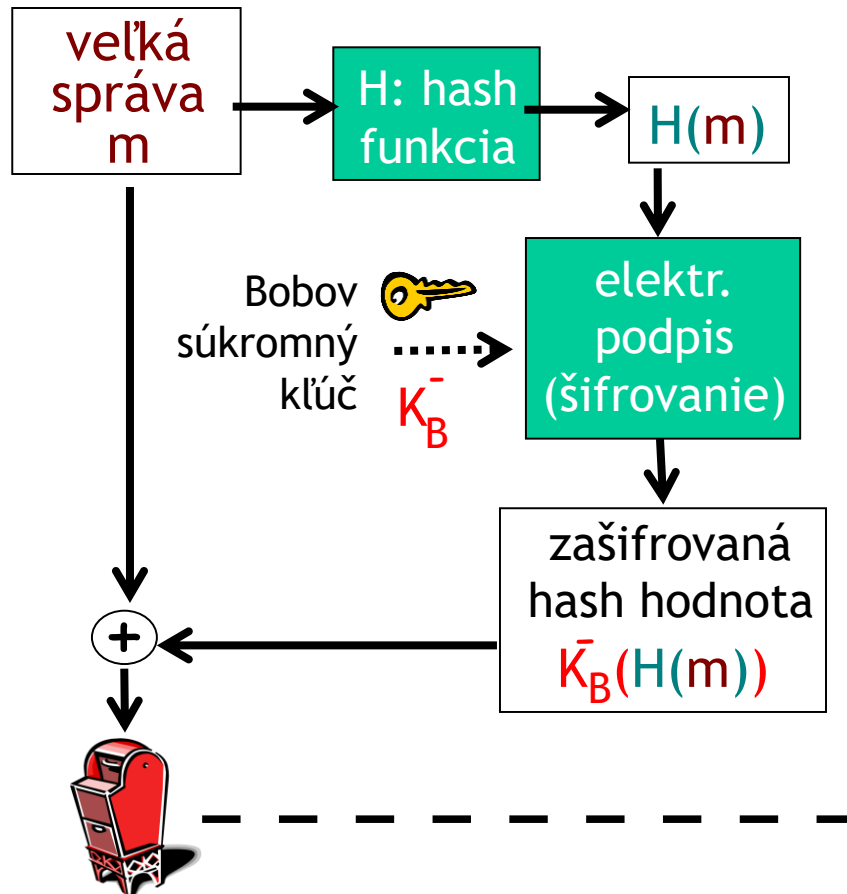 veľká
správa
m
H: hash
funkcia
H(m)
Bobov
súkromný
kľúč
K_B^-
elektr.
podpis
(šifrovanie)
zašifrovaná
hash hodnota
K_B^-(H(m))
+